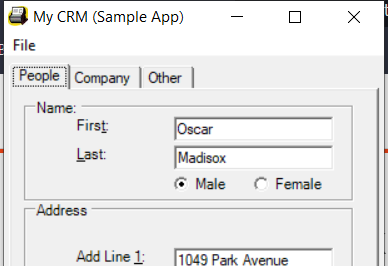 My CRM (Sample App)
File
People Company Other
Name:
First: Oscar
Last: Madisox
Male Female
Address
Add Line 1: 1049 Park Avenue